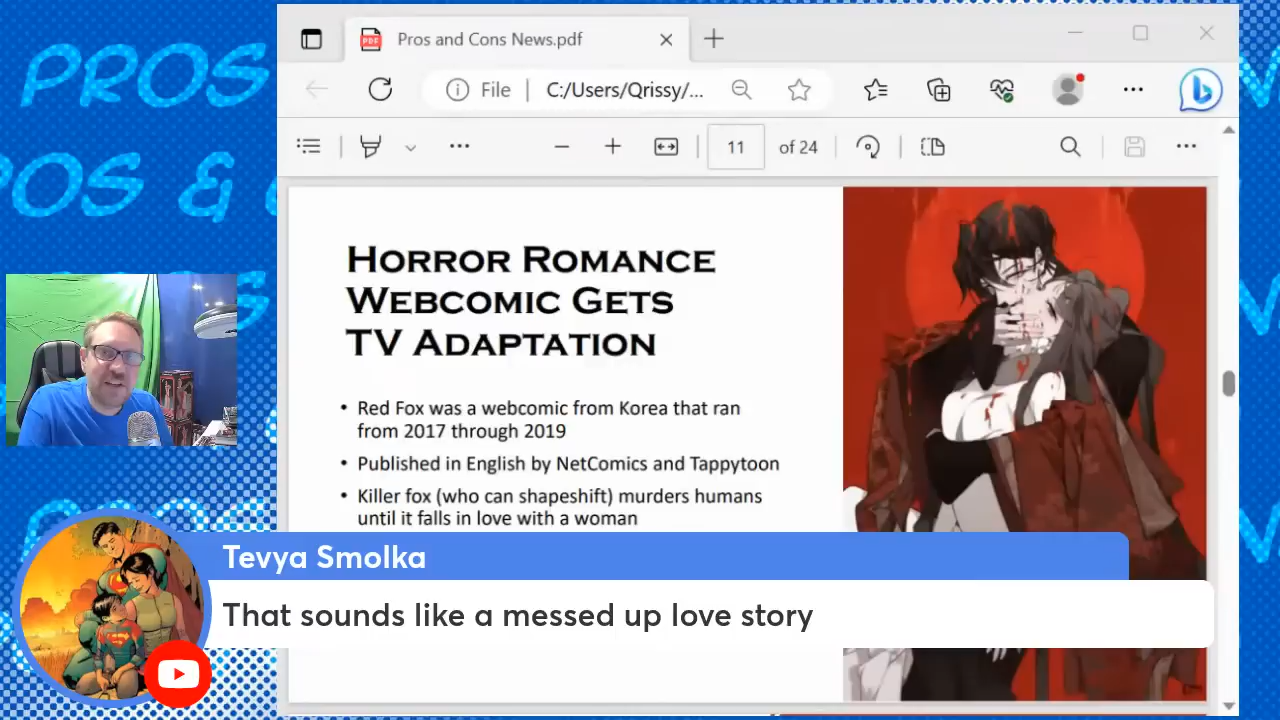 PROS
OS &
Pros and Cons News.pdf
PDF
File
C:/Users/Qrissy/...
11
of 24
HORROR ROMANCE
WEBCOMIC GETS
TV ADAPTATION
• Red Fox was a webcomic from Korea that ran
from 2017 through 2019
• Published in English by NetComics and Tappytoon
• Killer fox (who can shapeshift) murders humans
until it falls in love with a woman
Tevya Smolka
That sounds like a messed up love story